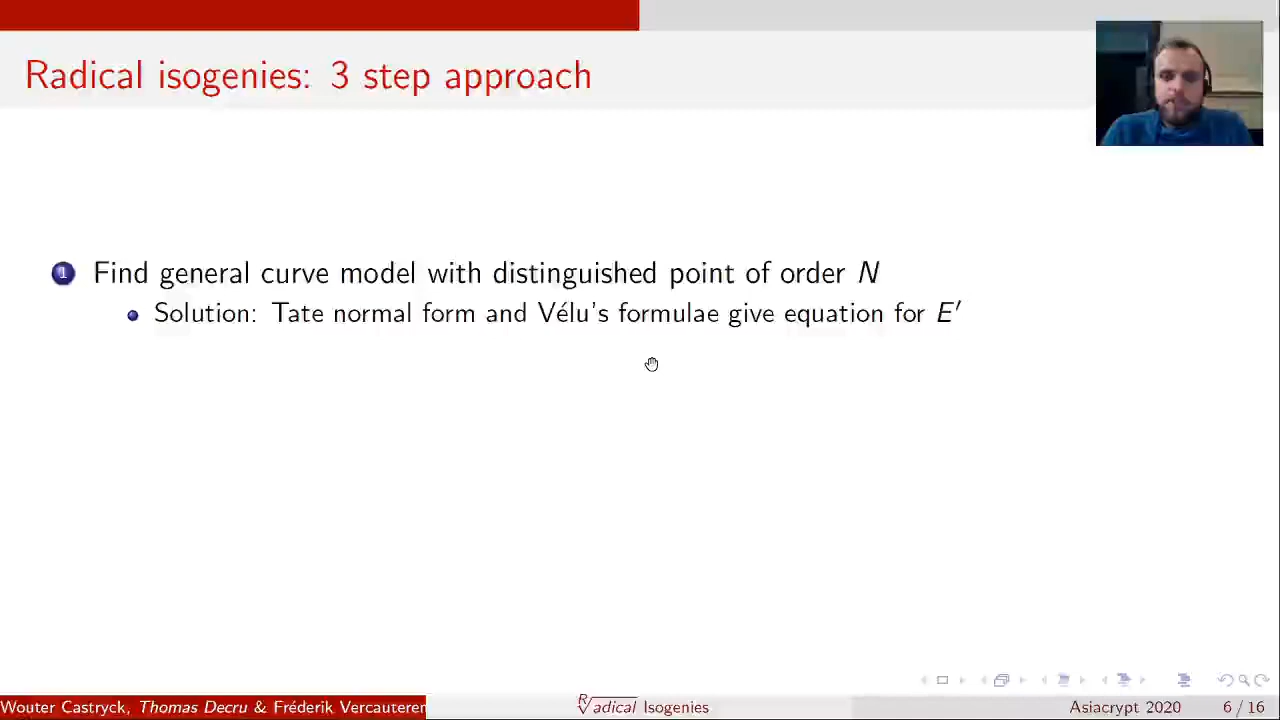 Radical isogenies: 3 step approach
1 Find general curve model with distinguished point of order N
Solution: Tate normal form and Vélu's formulae give equation for E′
Wouter Castryck, Thomas Decru & Fréderik Vercauteren
R√adical Isogenies
Asiacrypt 2020
6 / 16